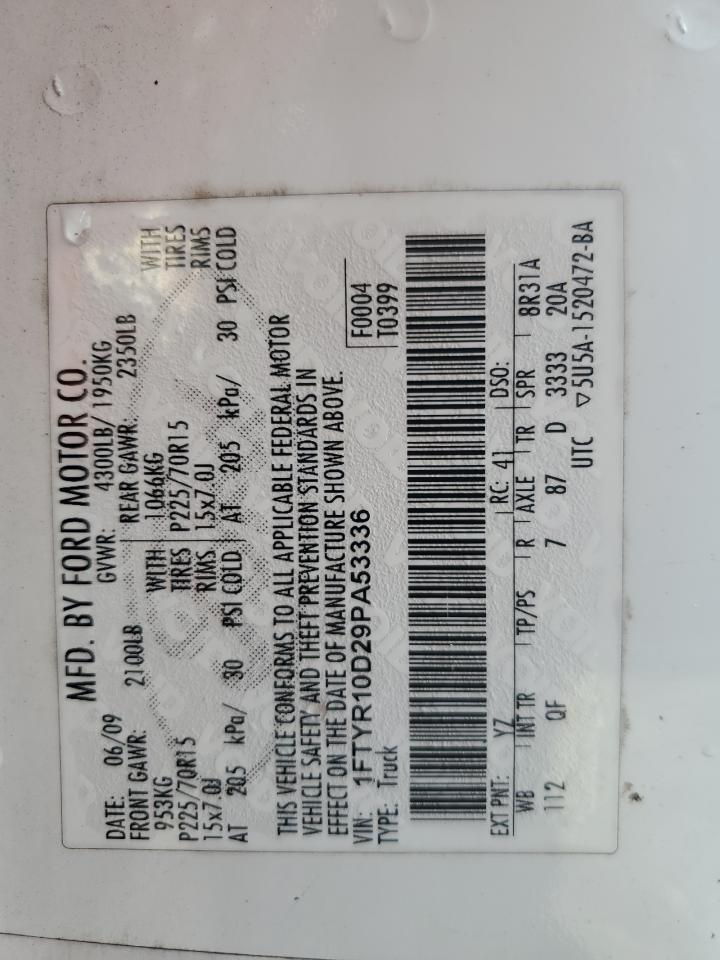 MFD. BY FORD MOTOR CO.
DATE: 06/09 GVWR: 4300LB/ 1950KG
FRONT GAWR: 2100LB REAR GAWR: 2350LB
953KG WITH 1066KG WITH
P225/70R15 TIRES P225/70R15 TIRES
15x7.0J RIMS 15x7.0J RIMS
AT 205 kPa/ 30 PSI COLD AT 205 kPa/ 30 PSI COLD
THIS VEHICLE CONFORMS TO ALL APPLICABLE FEDERAL MOTOR
VEHICLE SAFETY AND THEFT PREVENTION STANDARDS IN
EFFECT ON THE DATE OF MANUFACTURE SHOWN ABOVE.
VIN: 1FTYR10D29PA53336 F0004
TYPE: Truck T0399
EXT PNT: YZ RC: 41 DSO:
WB INT TR TP/PS R AXLE TR SPR 8R31A
112 QF 7 87 D 3333 20A
UTC ▽5U5A-1520472-BA